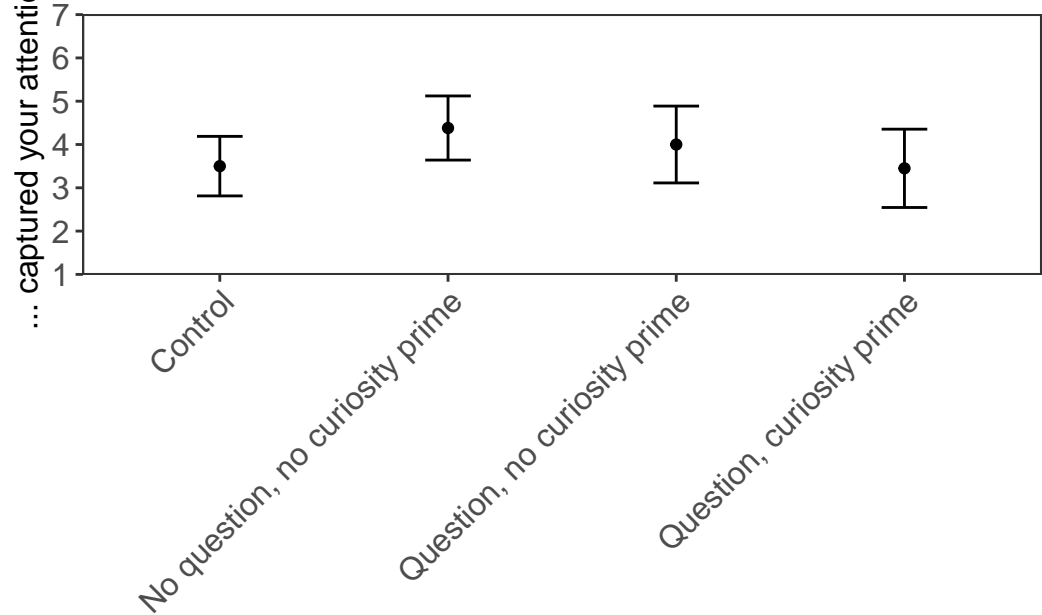 ... captured your
7
6
5
4
3
2
1
Control
No question, no curiosity prime
Question, no curiosity prime
Question, curiosity prime